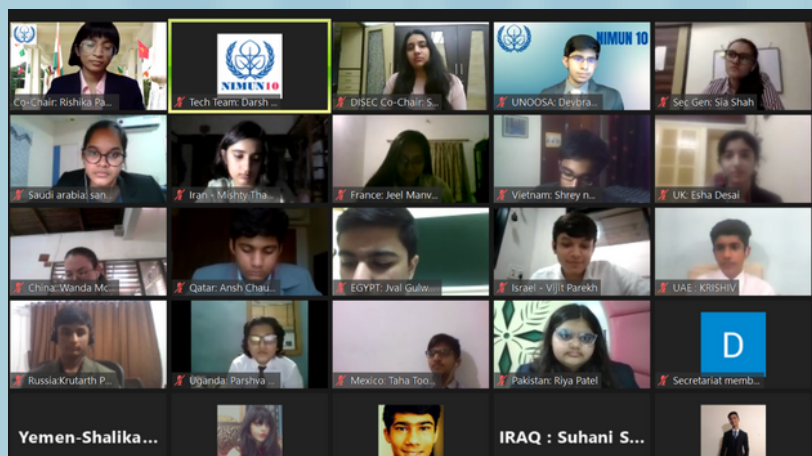 NIMUN 10
Co-Chair: Rishika Pa...
NIMUN10
Tech Team: Darsh ...
DISEC Co-Chair: S...
UNOOSA: Devbra...
Sec Gen: Sia Shah
Saudi arabia: san...
Iran - Mishty Tha...
France: Jeel Manv...
Vietnam: Shrey n...
UK: Esha Desai
China: Wanda Mc...
Qatar: Ansh Chau...
EGYPT: Jval Gulw...
Israel - Vijit Parekh
UAE : KRISHIV
Russia:Krutarth P...
Uganda: Parshva ...
Mexico: Taha Too...
Pakistan: Riya Patel
D
Secretariat memb...
Yemen-Shalika...
IRAQ : Suhani S...